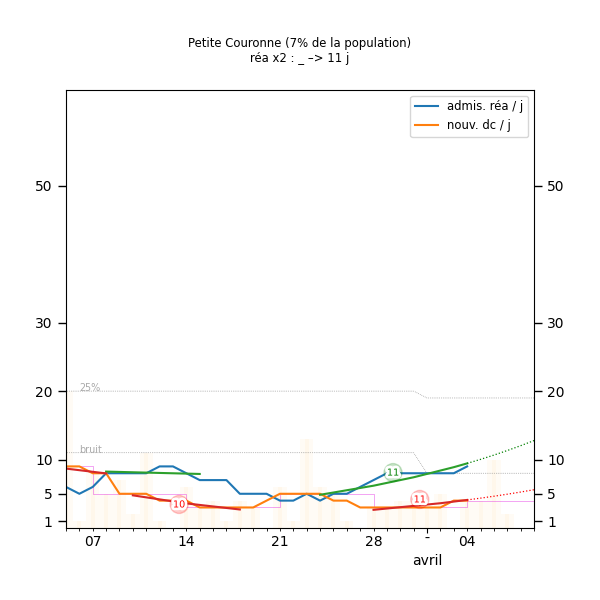 Petite Couronne (7% de la population)
réa x2 : _ –> 11 j
admis. réa / j
nouv. dc / j
50 50
30 30
25%
20 20
bruit
10 10
11
5 5
10
11
1 1
07 14 21 28 - 04
avril